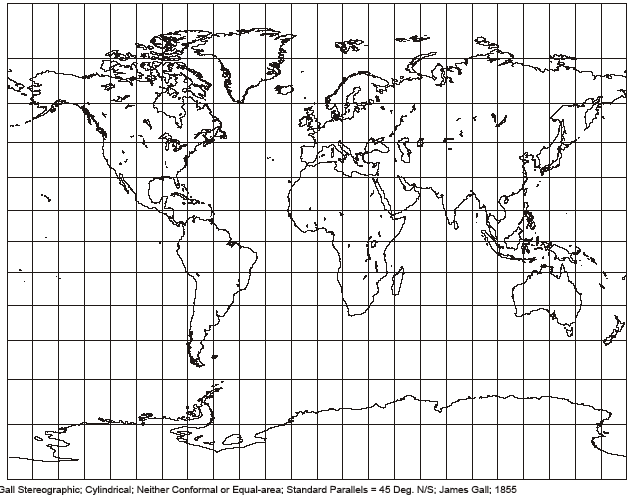 Gall Stereographic; Cylindrical; Neither Conformal or Equal-area; Standard Parallels = 45 Deg. N/S; James Gall; 1855